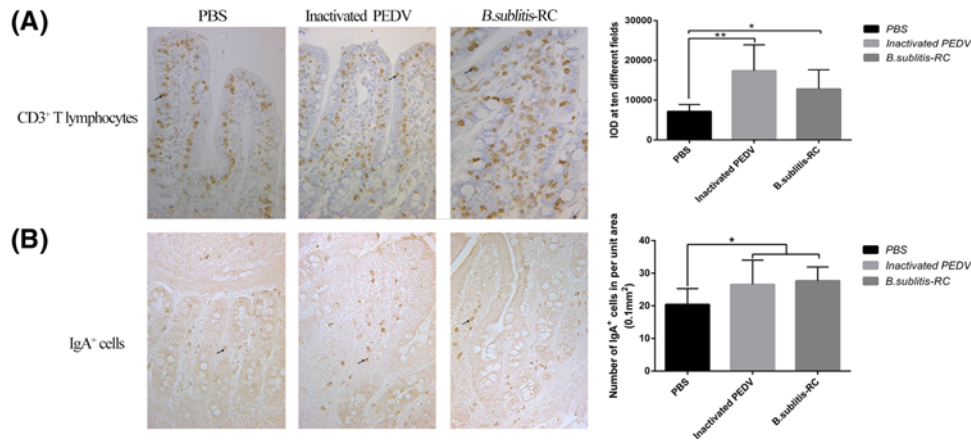 (A)
PBS
Inactivated PEDV
B.sublitis-RC
CD3⁺ T lymphocytes
IOD at ten different fields
30000
20000
10000
0
*
**
PBS
Inactivated PEDV
B.sublitis-RC
PBS
Inactivated PEDV
B.sublitis-RC
(B)
IgA⁺ cells
Number of IgA⁺ cells in per unit area
(0.1mm²)
40
30
20
10
0
*
PBS
Inactivated PEDV
B.sublitis-RC
PBS
Inactivated PEDV
B.sublitis-RC